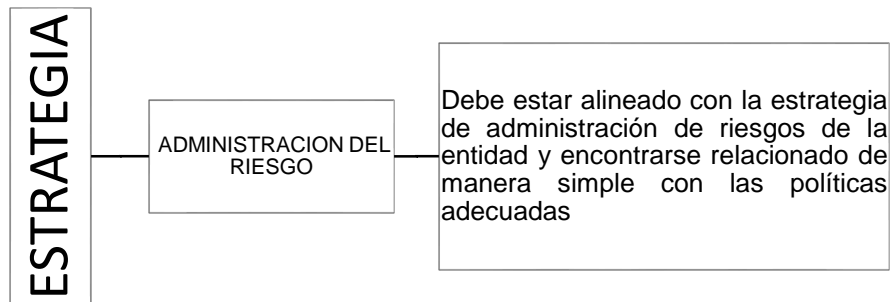 ESTRATEGIA
ADMINISTRACION DEL
RIESGO
Debe estar alineado con la estrategia
de administración de riesgos de la
entidad y encontrarse relacionado de
manera simple con las políticas
adecuadas